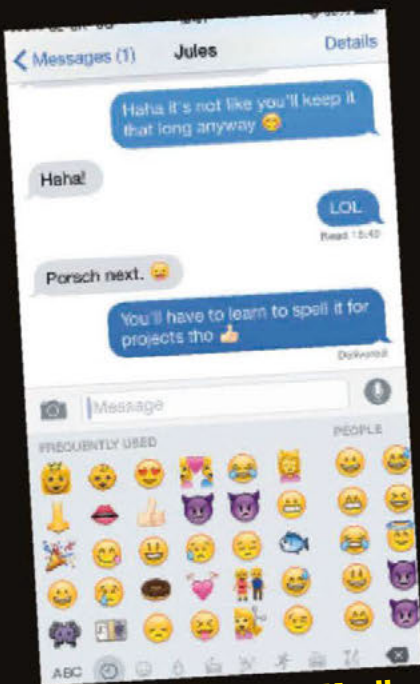 Messages (1)
Jules
Details
Haha it's not like you'll keep it
that long anyway
Haha!
LOL
Read 15:40
Porsch next.
You'll have to learn to spell it for
projects tho
Delivered
Message
FREQUENTLY USED
PEOPLE
ABC